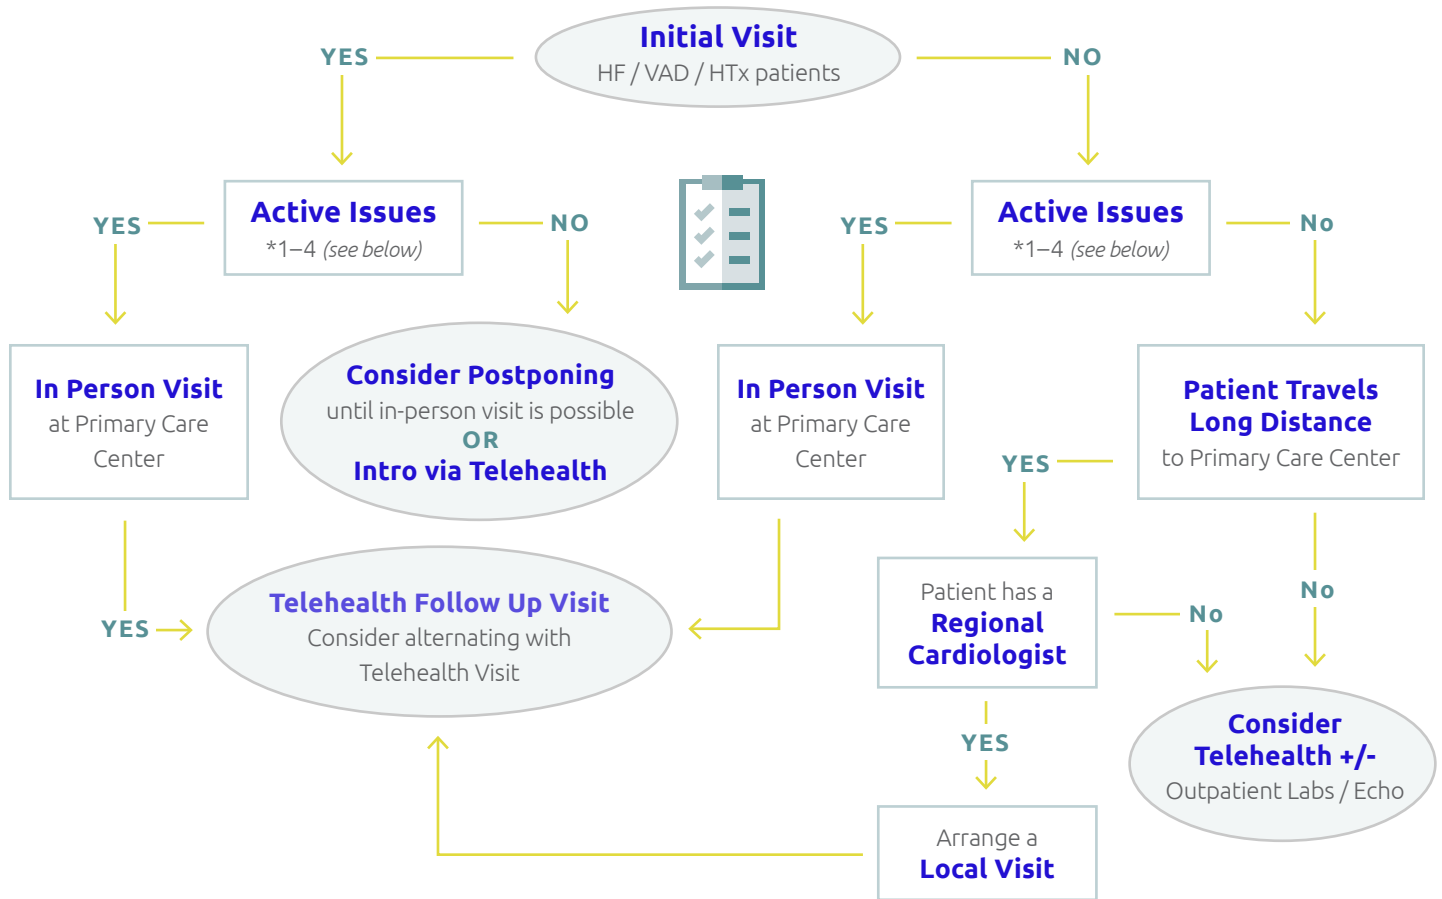 Initial Visit
HF / VAD / HTx patients
YES
NO
Active Issues
*1–4 (see below)
YES
NO
Active Issues
*1–4 (see below)
YES
No
In Person Visit
at Primary Care
Center
Consider Postponing
until in-person visit is possible
OR
Intro via Telehealth
In Person Visit
at Primary Care
Center
Patient Travels
Long Distance
to Primary Care Center
YES
No
YES
Telehealth Follow Up Visit
Consider alternating with
Telehealth Visit
Patient has a
Regional
Cardiologist
No
YES
Consider
Telehealth +/-
Outpatient Labs / Echo
Arrange a
Local Visit